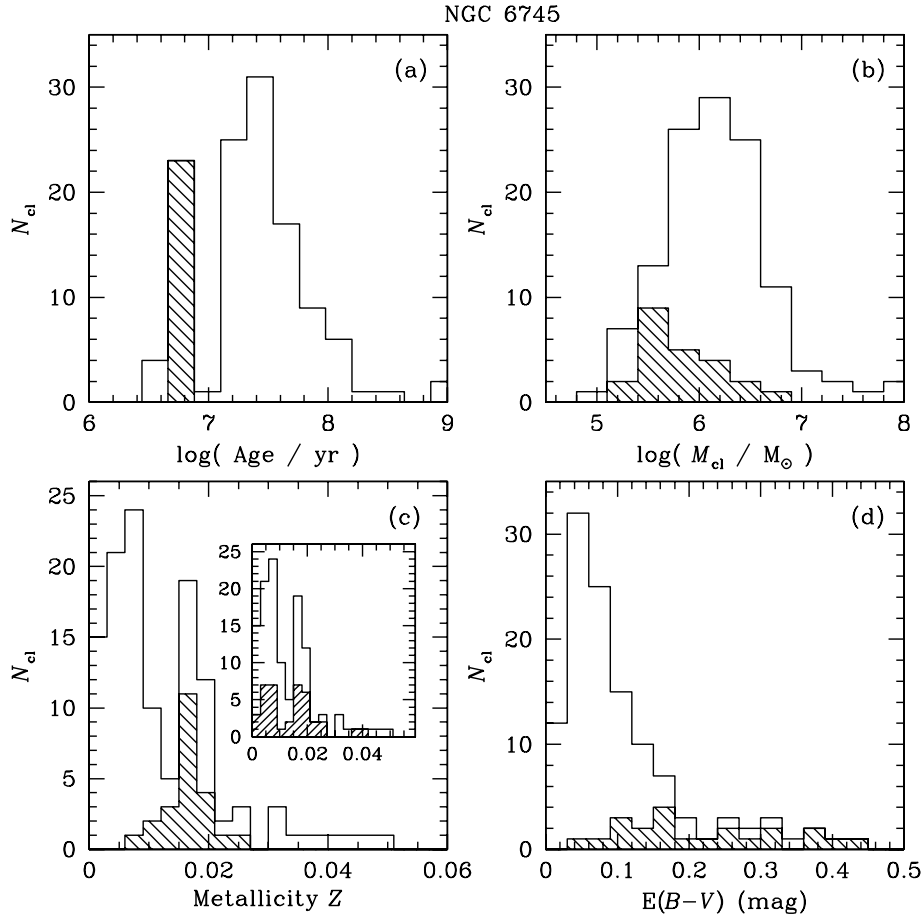 NGC 6745
(a)
30
20
10
0
N_cl
6 7 8 9
log( Age / yr )
(b)
30
20
10
0
N_cl
5 6 7 8
log( M_cl / M_⊙ )
(c)
25
20
15
10
5
0
N_cl
0 0.02 0.04 0.06
Metallicity Z
25
20
15
10
5
0
0 0.02 0.04
(d)
30
20
10
0
N_cl
0 0.1 0.2 0.3 0.4 0.5
E(B−V) (mag)